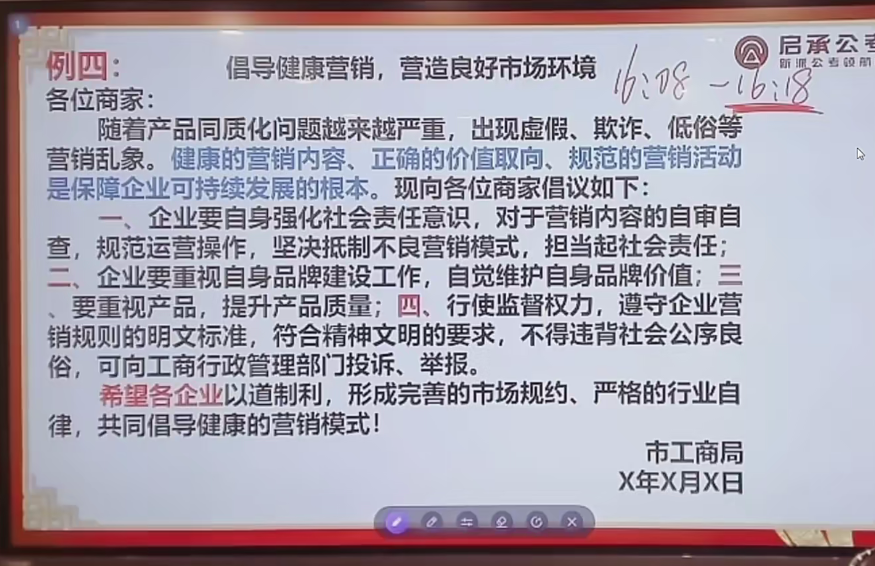 1
启承公考
新派公考领航
16:08 — 16:18
例四：
倡导健康营销，营造良好市场环境
各位商家：
随着产品同质化问题越来越严重，出现虚假、欺诈、低俗等
营销乱象。健康的营销内容、正确的价值取向、规范的营销活动
是保障企业可持续发展的根本。现向各位商家倡议如下：
一、企业要自身强化社会责任意识，对于营销内容的自审自
查，规范运营操作，坚决抵制不良营销模式，担当起社会责任；
二、企业要重视自身品牌建设工作，自觉维护自身品牌价值；三
、要重视产品，提升产品质量；四、行使监督权力，遵守企业营
销规则的明文标准，符合精神文明的要求，不得违背社会公序良
俗，可向工商行政管理部门投诉、举报。
希望各企业以道制利，形成完善的市场规约、严格的行业自
律，共同倡导健康的营销模式！
市工商局
X年X月X日